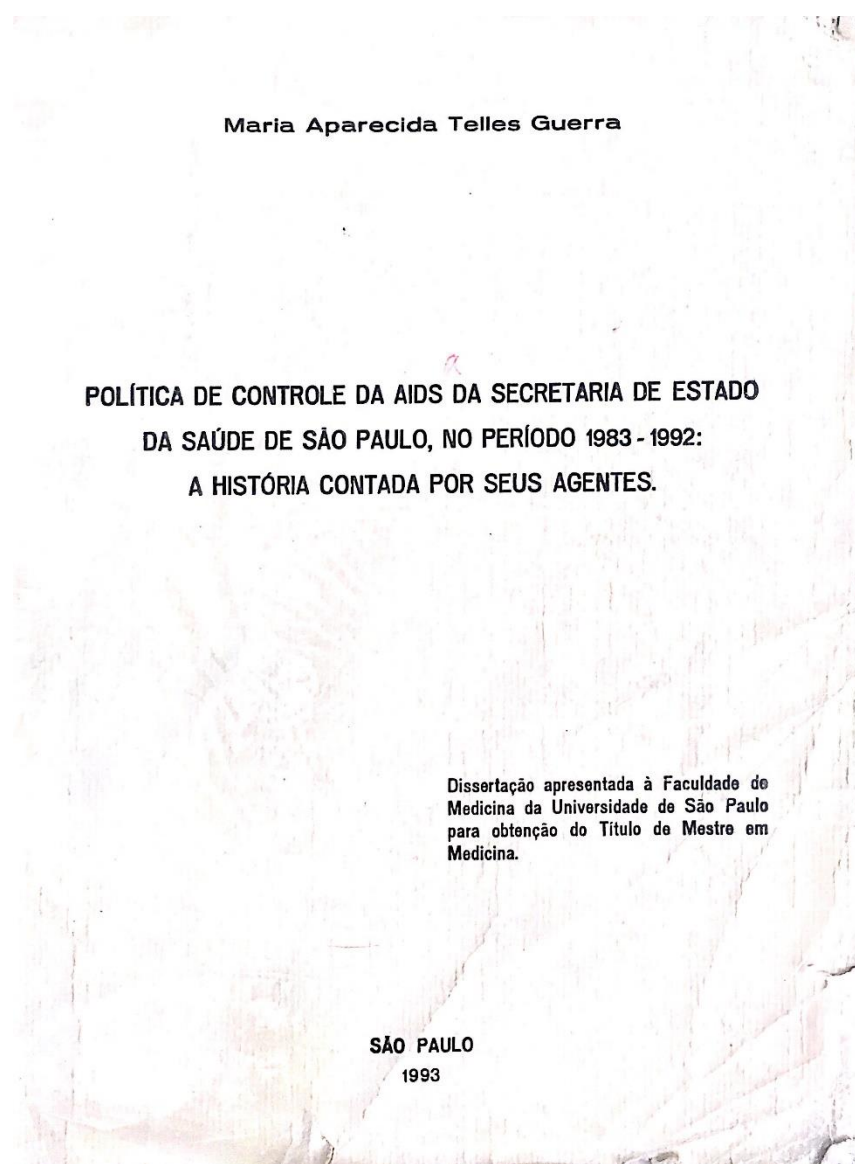 Maria Aparecida Telles Guerra
a
POLÍTICA DE CONTROLE DA AIDS DA SECRETARIA DE ESTADO
DA SAÚDE DE SÃO PAULO, NO PERÍODO 1983-1992:
A HISTÓRIA CONTADA POR SEUS AGENTES.
Dissertação apresentada à Faculdade de
Medicina da Universidade de São Paulo
para obtenção do Título de Mestre em
Medicina.
SÃO PAULO
1993